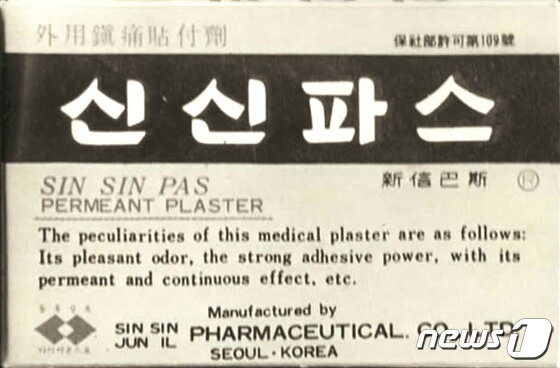 外用鎭痛貼付劑
保社部許可第109號
신신파스
SIN SIN PAS
新信巴斯 ®
PERMEANT PLASTER
The peculiarities of this medical plaster are as follows:
Its pleasant odor, the strong adhesive power, with its
permeant and continuous effect, etc.
Manufactured by
SIN SIN
JUN IL
PHARMACEUTICAL. CO., LTD.
SEOUL·KOREA
news1